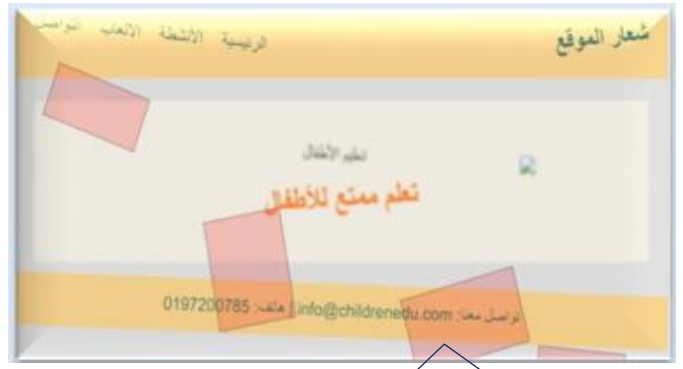 شعار الموقع
الرئيسية الأنشطة الألعاب التواصل
تعليم الأطفال
تعلم ممتع للأطفال
تواصل معنا: info@childrenedu.com | هاتف: 0197200785